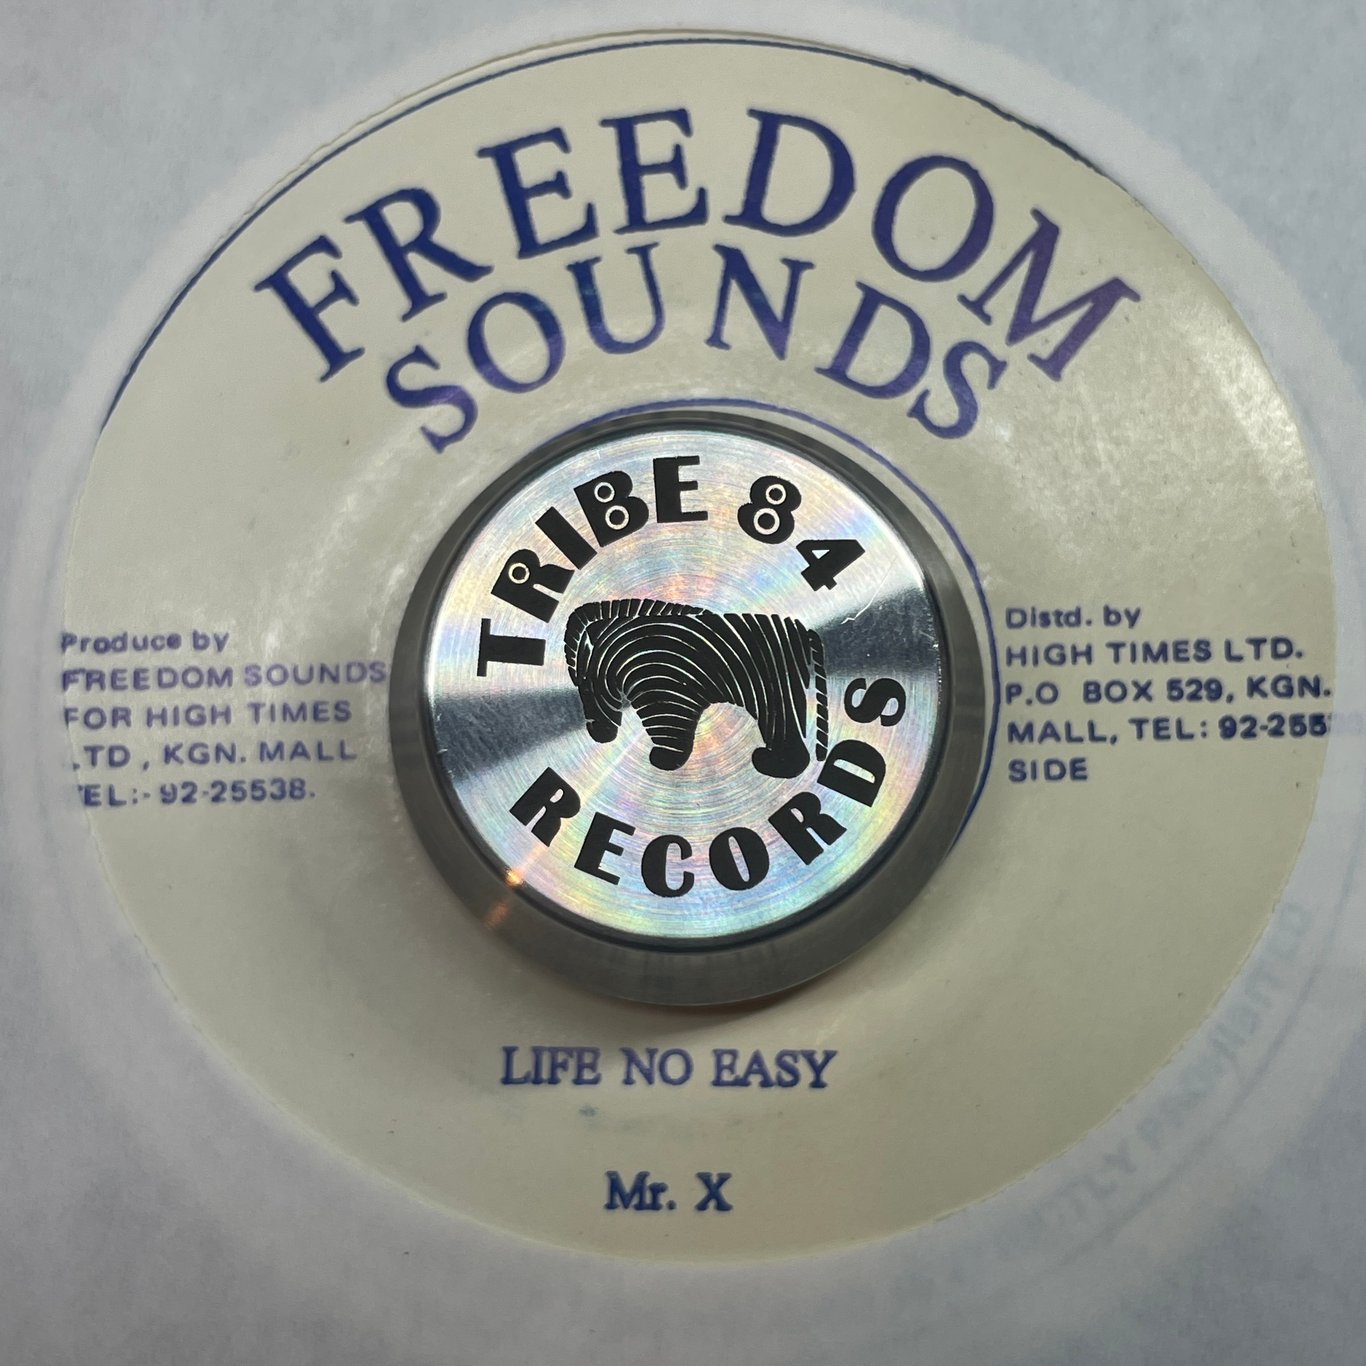 FREEDOM
SOUNDS
TRIBE 84
RECORDS
Produce by
FREEDOM SOUNDS
FOR HIGH TIMES
LTD , KGN. MALL
TEL:- 92-25538.
Distd. by
HIGH TIMES LTD.
P.O BOX 529, KGN.
MALL, TEL: 92-255
SIDE
LIFE NO EASY
Mr. X